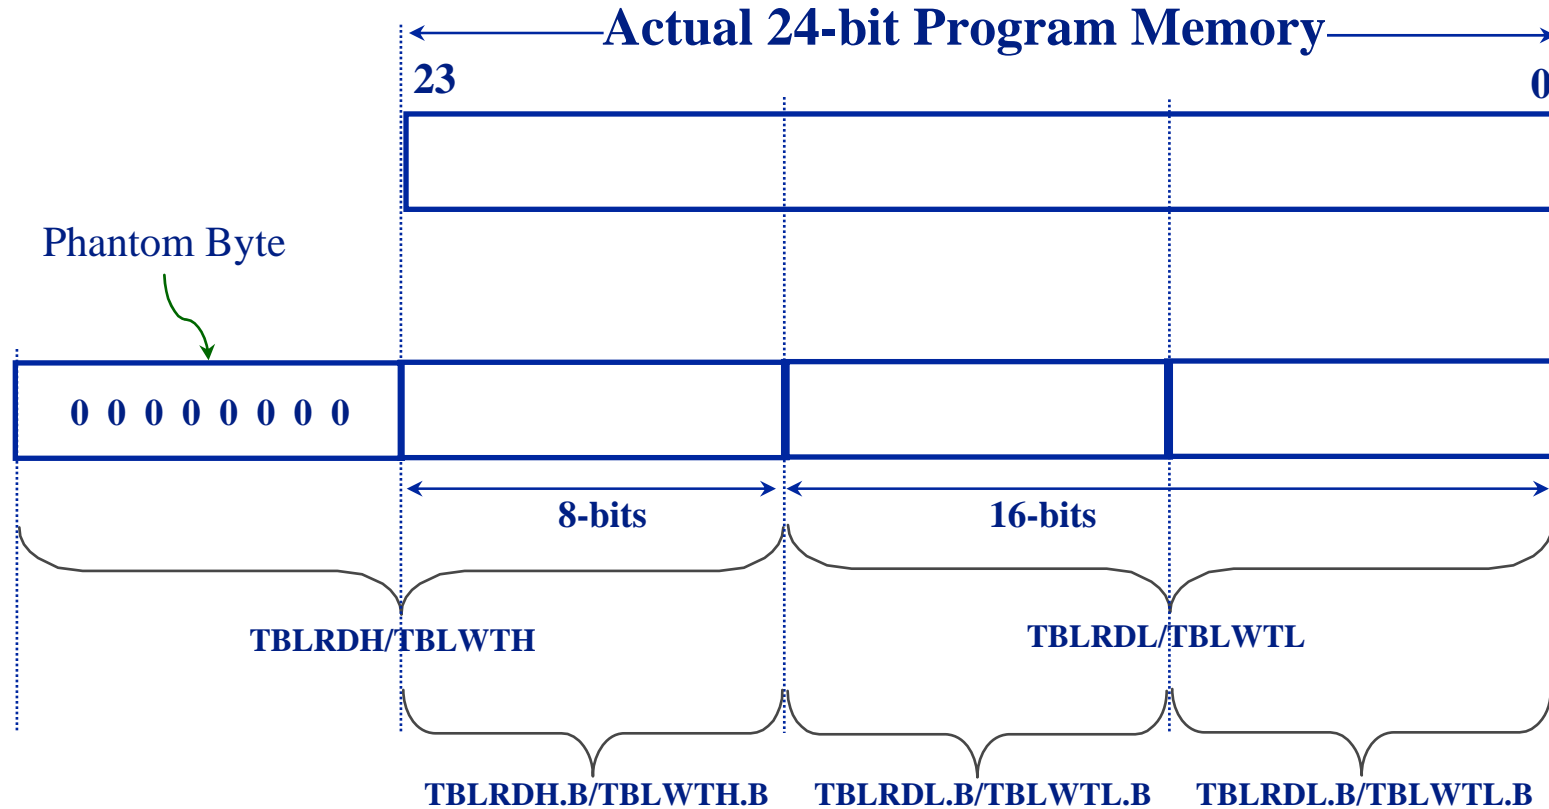 Actual 24-bit Program Memory
23 0
Phantom Byte
0 0 0 0 0 0 0 0
8-bits 16-bits
TBLRDH/TBLWTH TBLRDL/TBLWTL
TBLRDH.B/TBLWTH.B TBLRDL.B/TBLWTL.B TBLRDL.B/TBLWTL.B